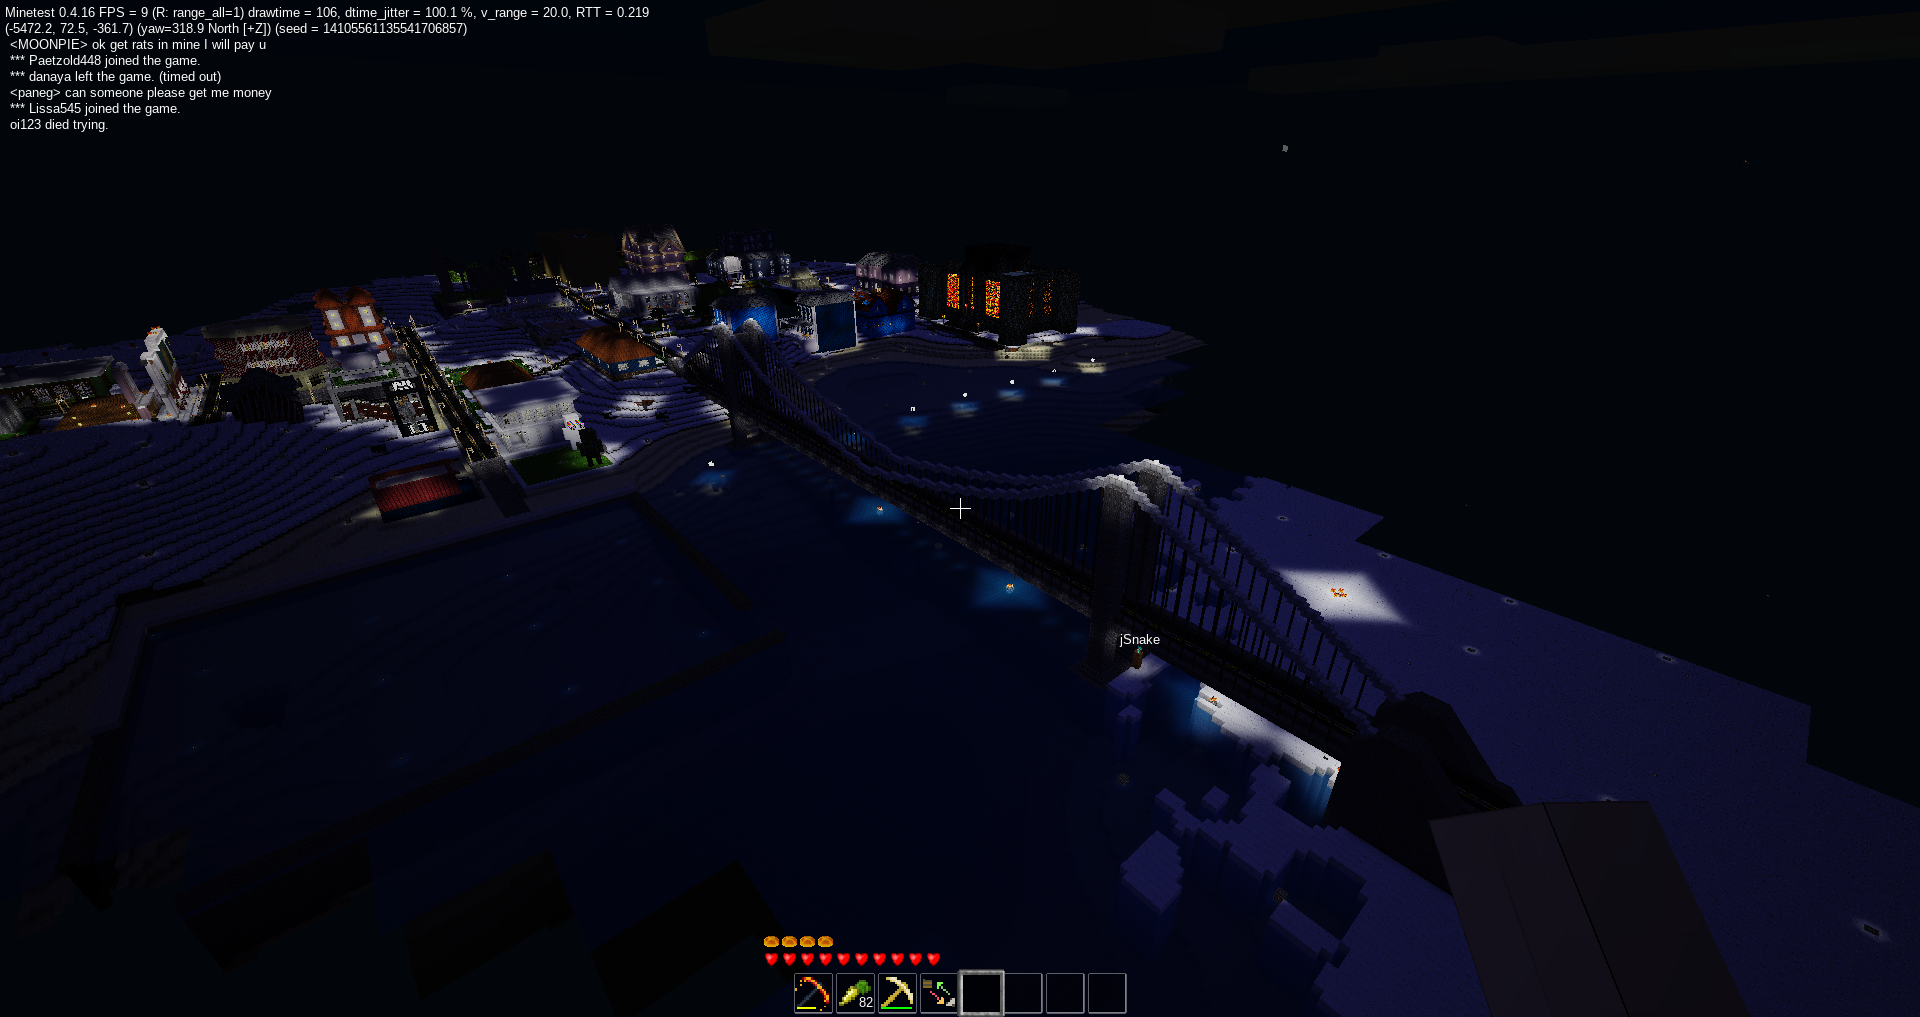 Minetest 0.4.16 FPS = 9 (R: range_all=1) drawtime = 106, dtime_jitter = 100.1 %, v_range = 20.0, RTT = 0.219
(-5472.2, 72.5, -361.7) (yaw=318.9 North [+Z]) (seed = 14105561135541706857)
<MOONPIE> ok get rats in mine I will pay u
*** Paetzold448 joined the game.
*** danaya left the game. (timed out)
<paneg> can someone please get me money
*** Lissa545 joined the game.
oi123 died trying.
jSnake
82